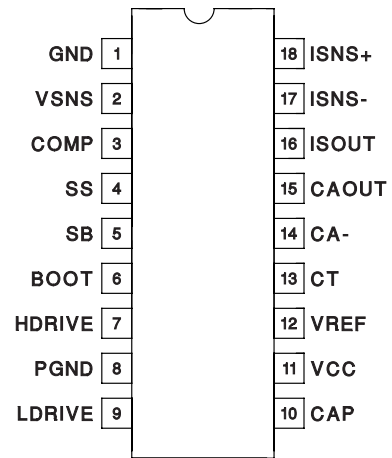 GND 1 18 ISNS+
VSNS 2 17 ISNS-
COMP 3 16 ISOUT
SS 4 15 CAOUT
SB 5 14 CA-
BOOT 6 13 CT
HDRIVE 7 12 VREF
PGND 8 11 VCC
LDRIVE 9 10 CAP